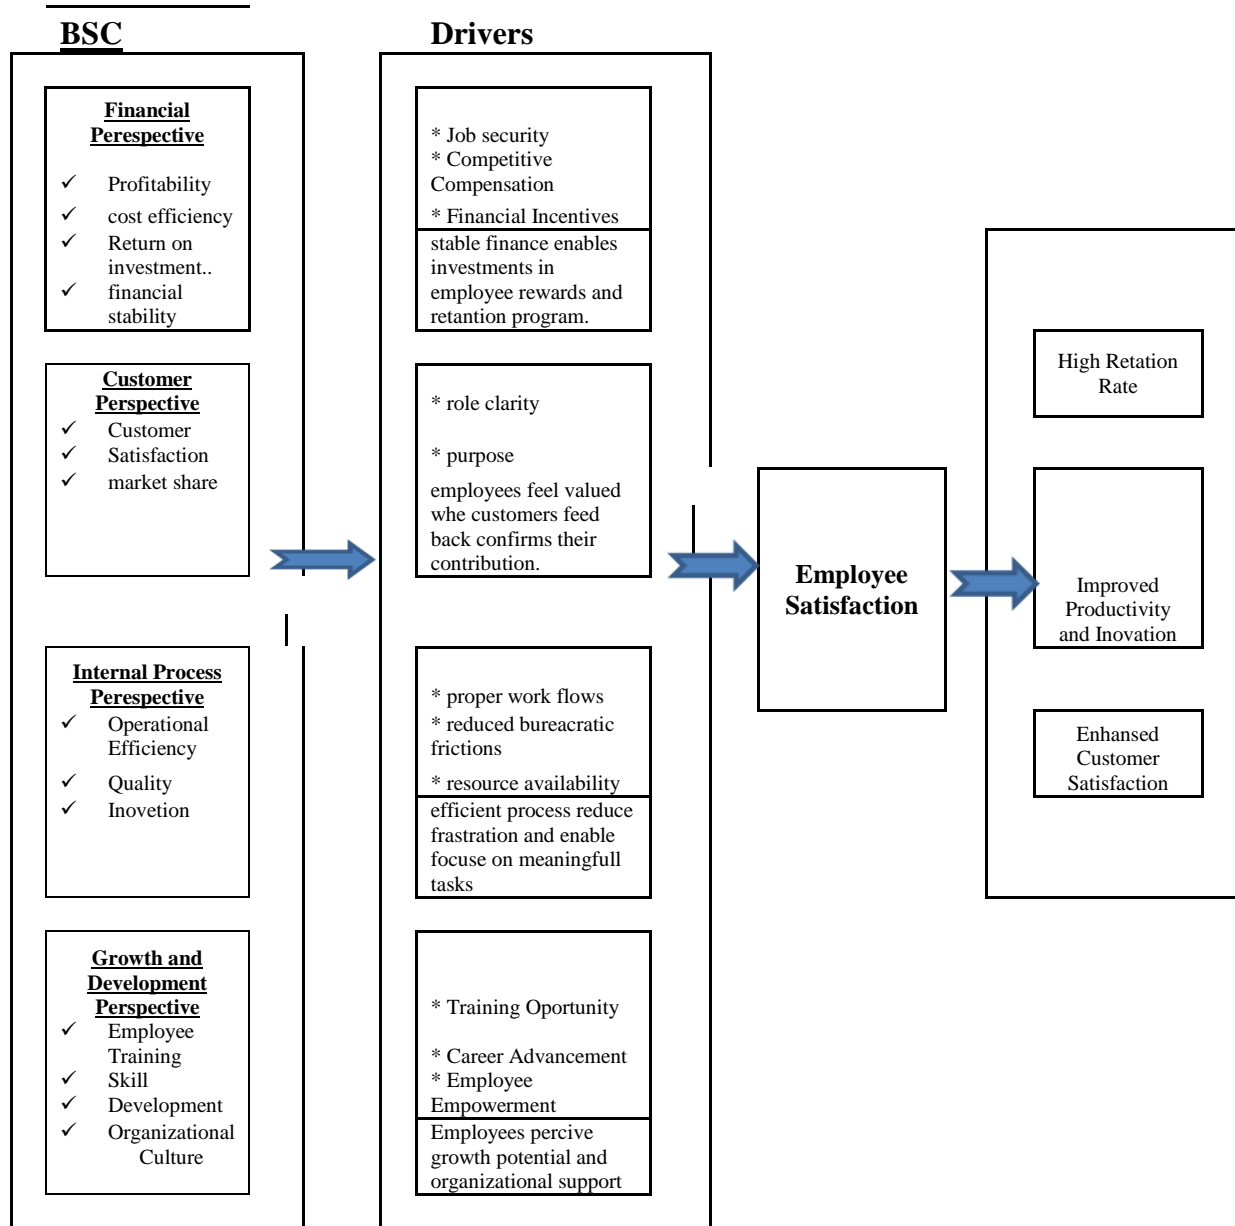 BSC
Drivers
Financial
Perespective
✓ Profitability
✓ cost efficiency
✓ Return on
investment..
✓ financial
stability
* Job security
* Competitive
Compensation
* Financial Incentives
stable finance enables
investments in
employee rewards and
retantion program.
Customer
Perspective
✓ Customer
✓ Satisfaction
✓ market share
* role clarity
* purpose
employees feel valued
whe customers feed
back confirms their
contribution.
Internal Process
Perespective
✓ Operational
Efficiency
✓ Quality
✓ Inovetion
* proper work flows
* reduced bureacratic
frictions
* resource availability
efficient process reduce
frastration and enable
focuse on meaningfull
tasks
Growth and
Development
Perspective
✓ Employee
Training
✓ Skill
✓ Development
✓ Organizational
Culture
* Training Oportunity
* Career Advancement
* Employee
Empowerment
Employees percive
growth potential and
organizational support
Employee
Satisfaction
High Retation
Rate
Improved
Productivity
and Inovation
Enhansed
Customer
Satisfaction